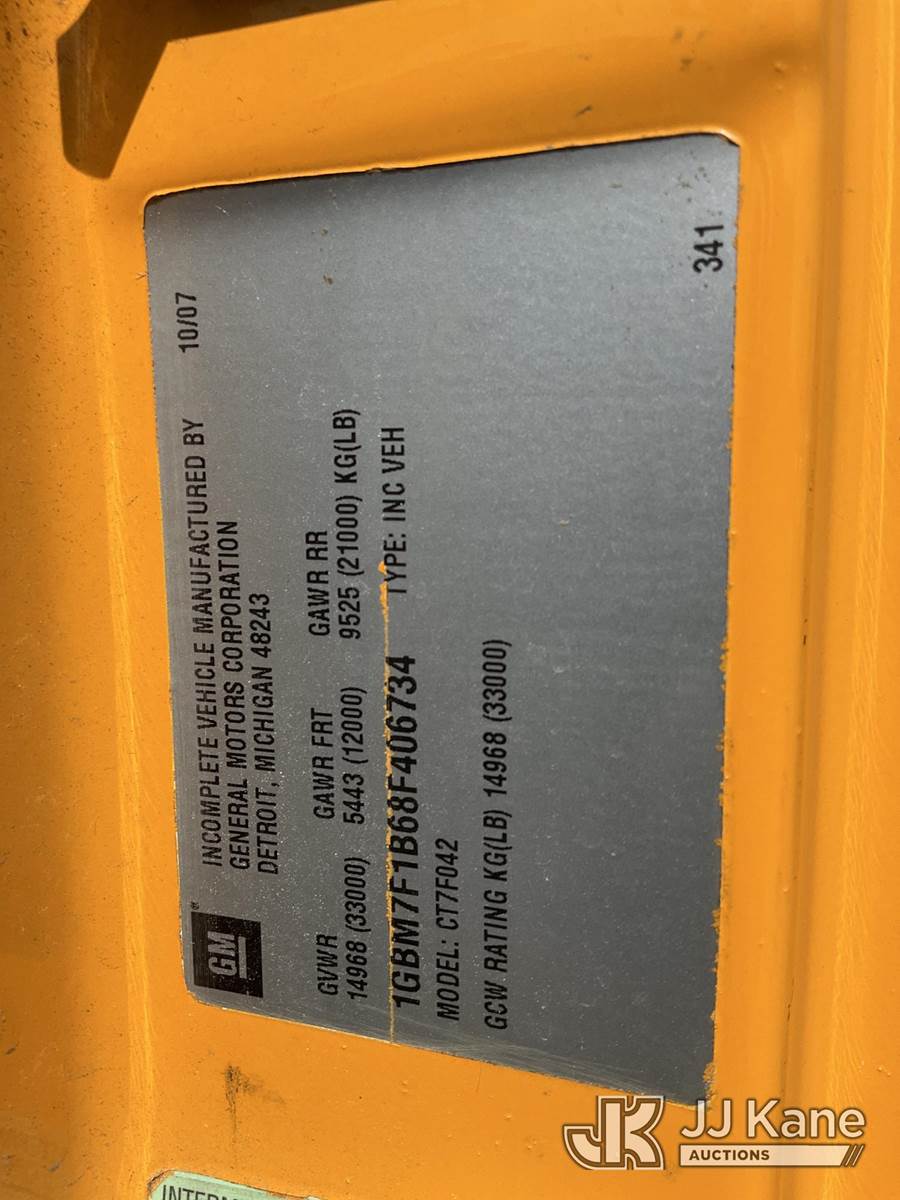 GM
INCOMPLETE VEHICLE MANUFACTURED BY 10/07
GENERAL MOTORS CORPORATION
DETROIT, MICHIGAN 48243
GVWR GAWR FRT GAWR RR
14968 (33000) 5443 (12000) 9525 (21000) KG(LB)
1GBM7F1B68F406734 TYPE: INC VEH
MODEL: CT7F042
GCW RATING KG(LB) 14968 (33000)
341
JK JJ Kane
AUCTIONS